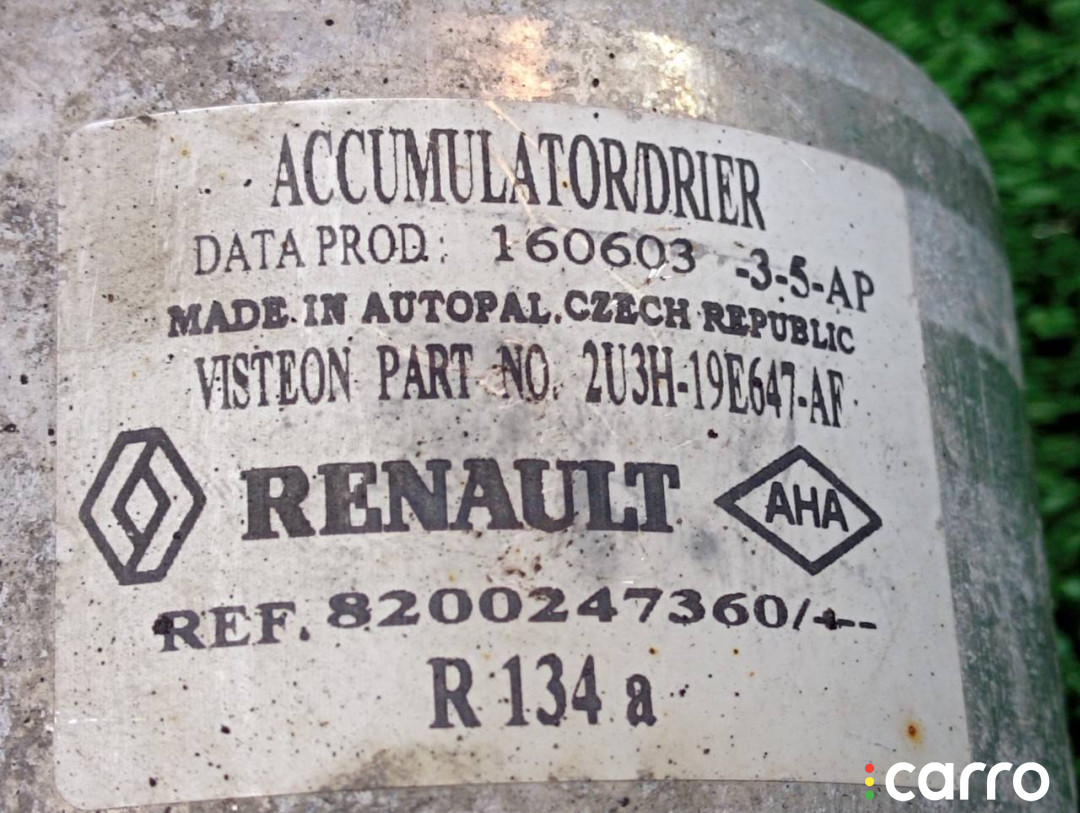 ACCUMULATOR/DRIER
DATA PROD.: 160603 -3-5-AP
MADE IN AUTOPAL.CZECH REPUBLIC
VISTEON PART NO. 2U3H-19E647-AF
RENAULT AHA
REF. 8200247360/+--
R 134 a
carro